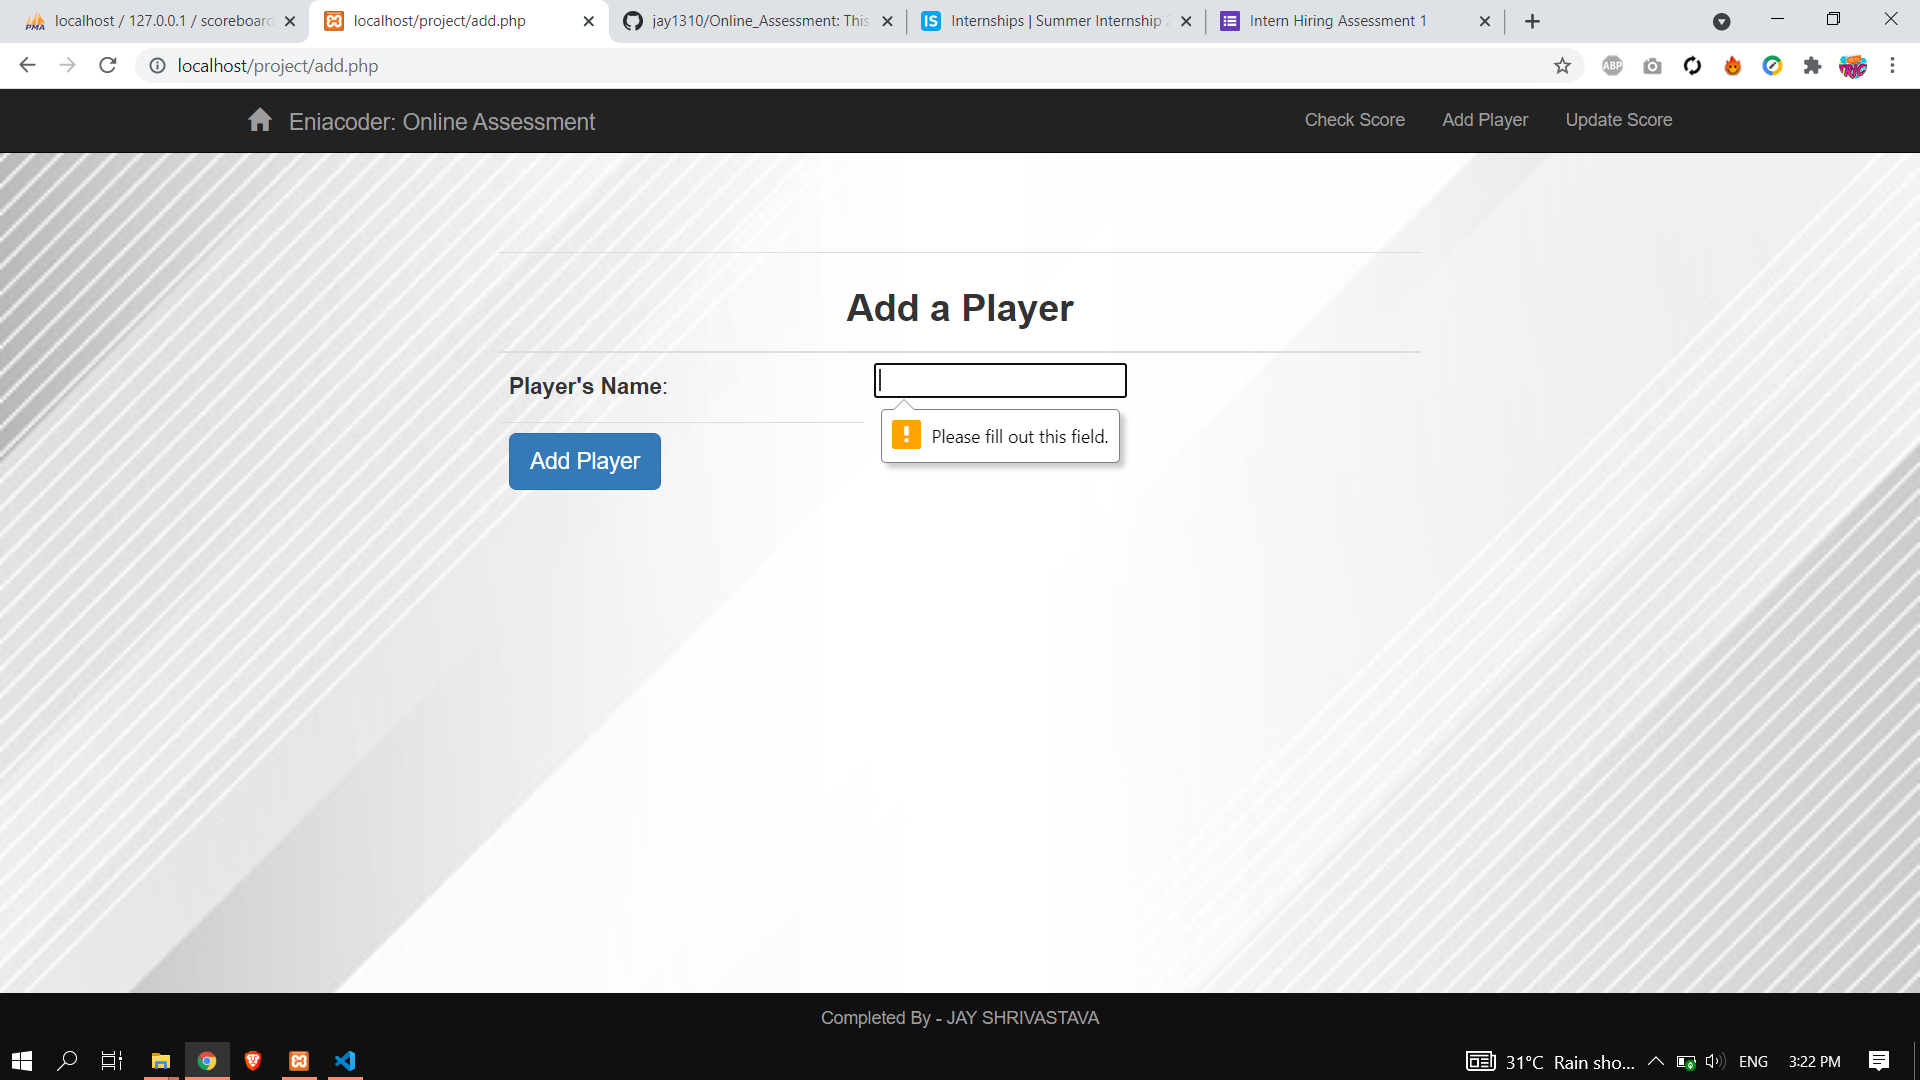 localhost / 127.0.0.1 / scoreboard
localhost/project/add.php
jay1310/Online_Assessment: This
IS
Internships | Summer Internship
Intern Hiring Assessment 1
localhost/project/add.php
ABP
Eniacoder: Online Assessment
Check Score
Add Player
Update Score
Add a Player
Player's Name:
Please fill out this field.
Add Player
Completed By - JAY SHRIVASTAVA
31°C Rain sho...
ENG
3:22 PM